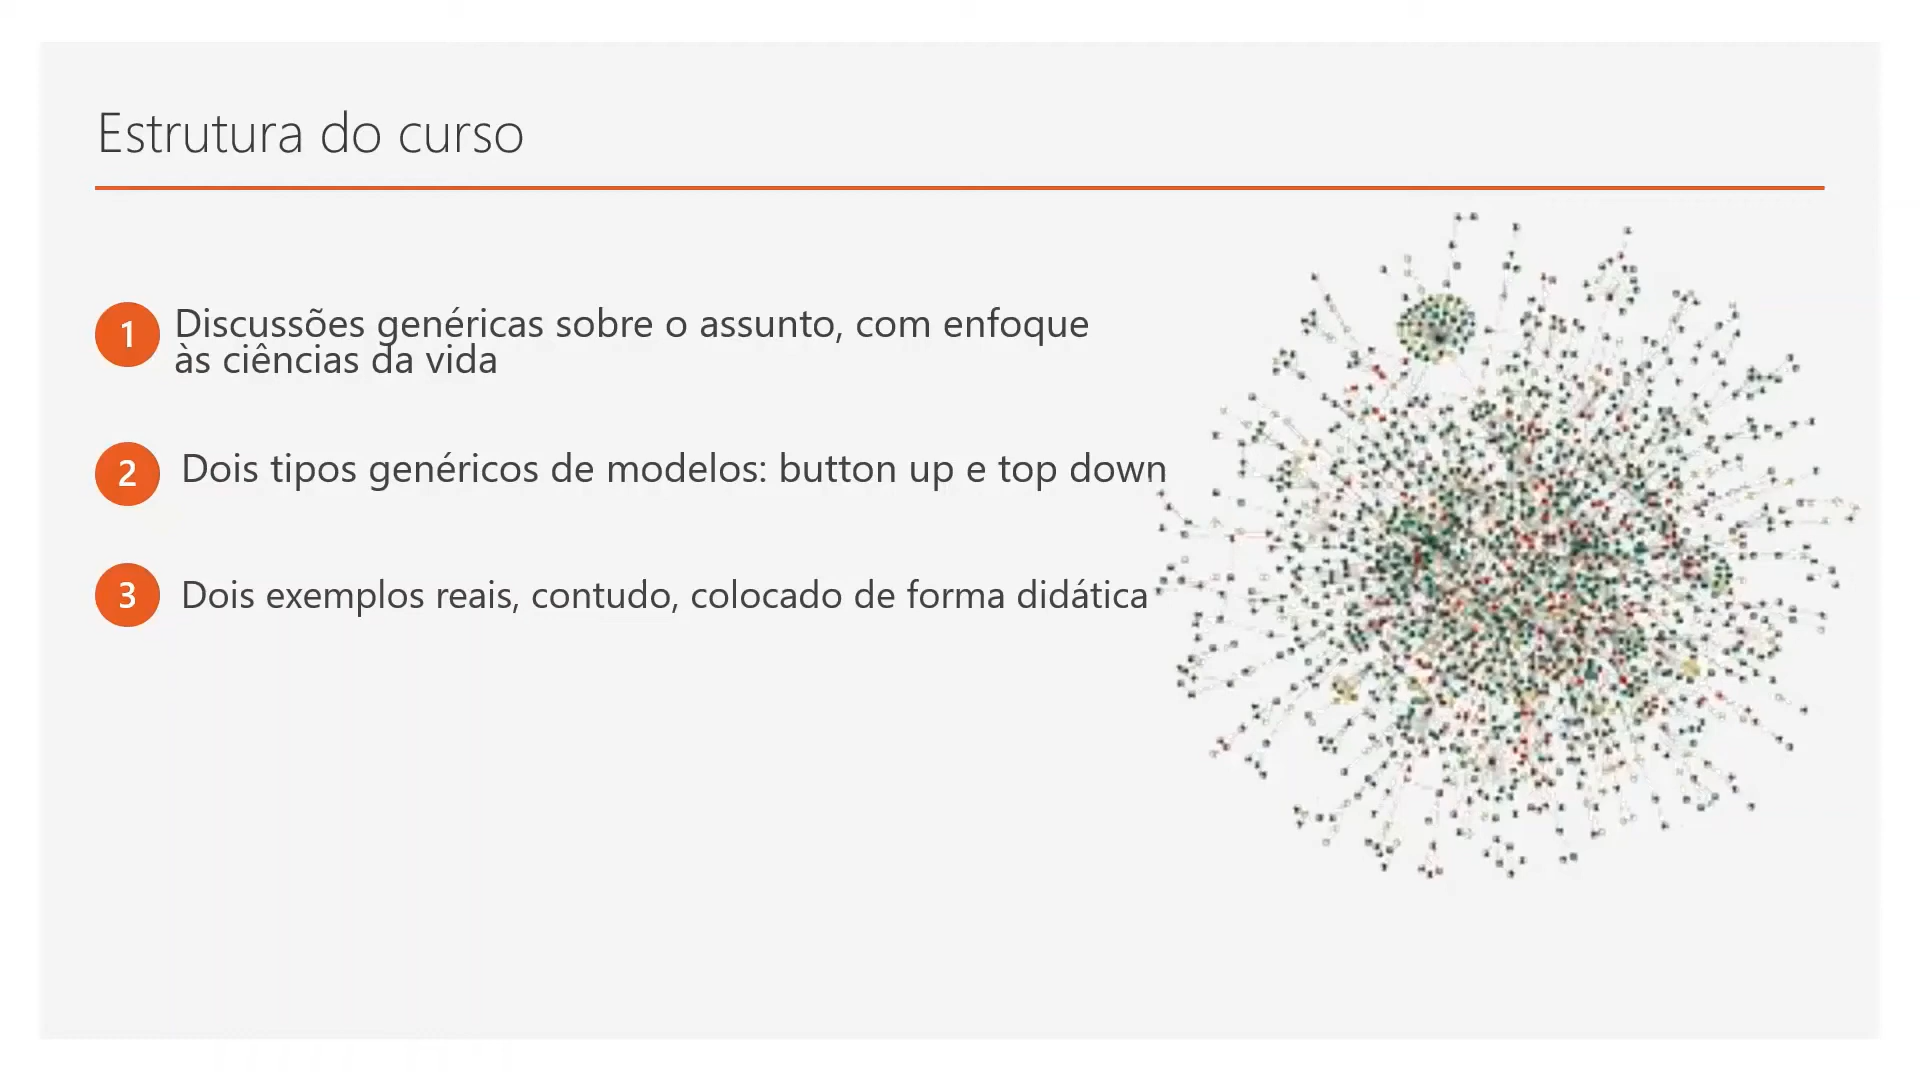 Estrutura do curso
1 Discussões genéricas sobre o assunto, com enfoque
às ciências da vida
2 Dois tipos genéricos de modelos: button up e top down
3 Dois exemplos reais, contudo, colocado de forma didática